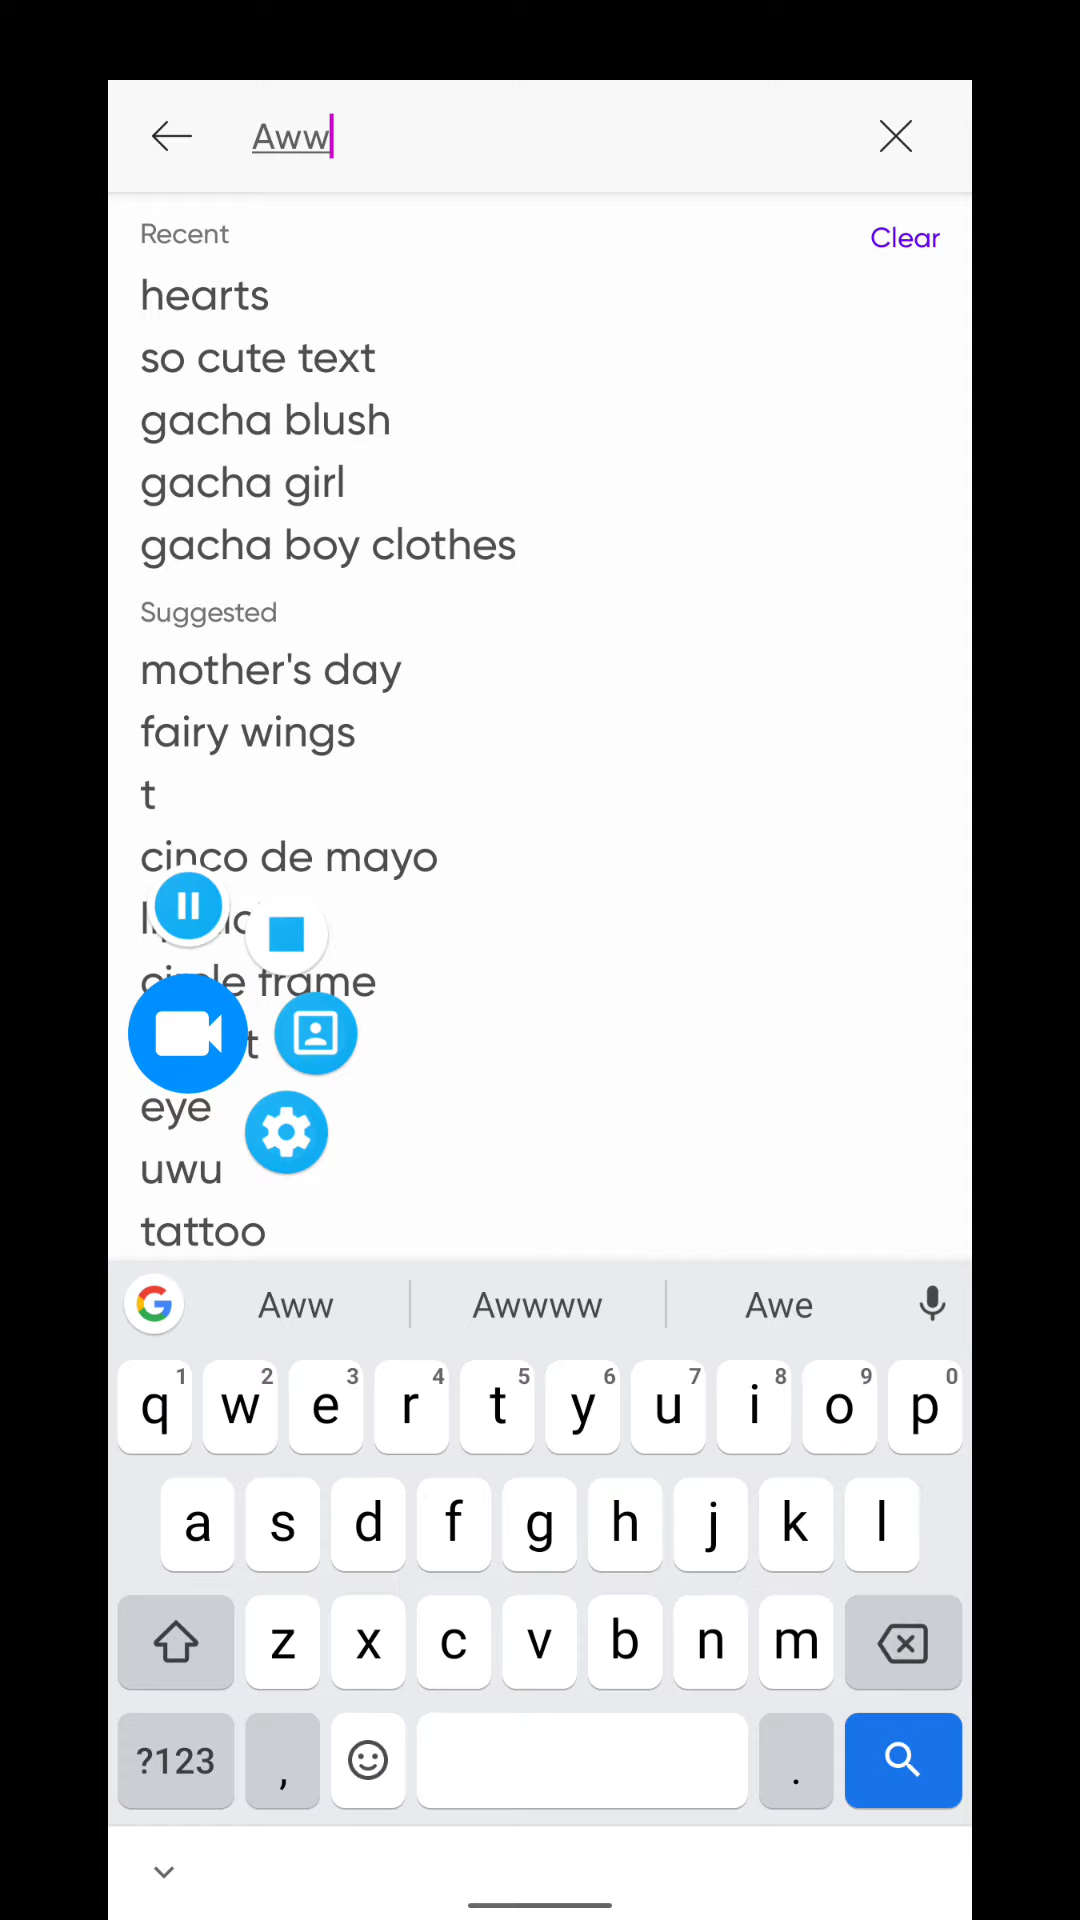 Aww
Recent
Clear
hearts
so cute text
gacha blush
gacha girl
gacha boy clothes
Suggested
mother's day
fairy wings
t
cinco de mayo
circle frame
eye
uwu
tattoo
Aww
Awwww
Awe
1 2 3 4 5 6 7 8 9 0
q w e r t y u i o p
a s d f g h j k l
z x c v b n m
?123 , .